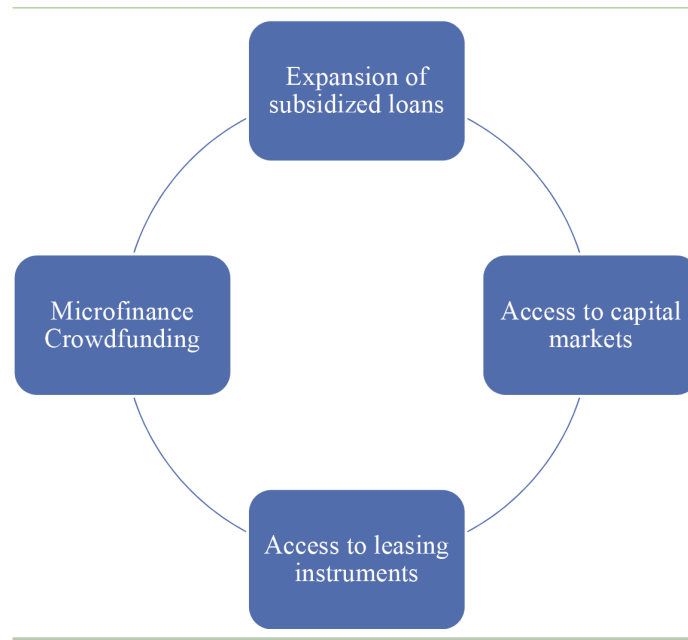 Expansion of
subsidized loans
Microfinance
Crowdfunding
Access to capital
markets
Access to leasing
instruments